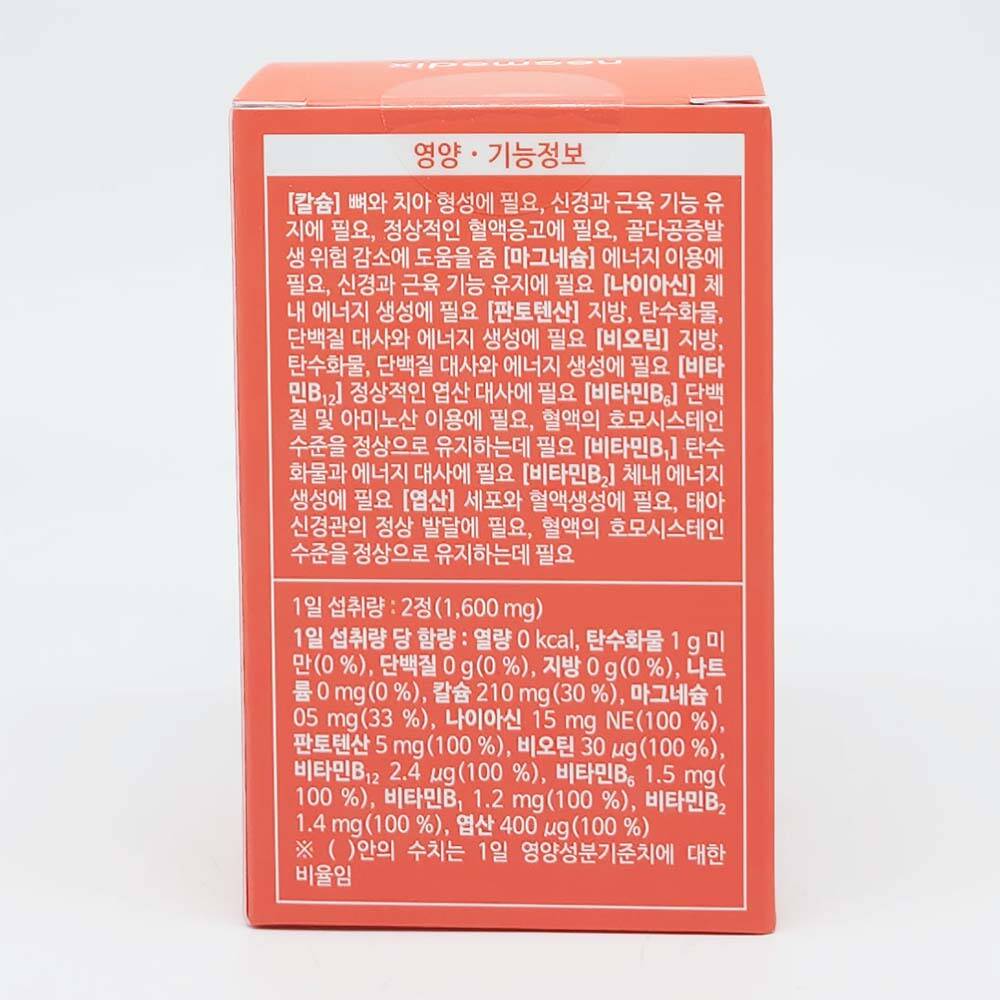 neomedix
영양 · 기능정보
[칼슘] 뼈와 치아 형성에 필요, 신경과 근육 기능 유
지에 필요, 정상적인 혈액응고에 필요, 골다공증발
생 위험 감소에 도움을 줌 [마그네슘] 에너지 이용에
필요, 신경과 근육 기능 유지에 필요 [나이아신] 체
내 에너지 생성에 필요 [판토텐산] 지방, 탄수화물,
단백질 대사와 에너지 생성에 필요 [비오틴] 지방,
탄수화물, 단백질 대사와 에너지 생성에 필요 [비타
민B₁₂] 정상적인 엽산 대사에 필요 [비타민B₆] 단백
질 및 아미노산 이용에 필요, 혈액의 호모시스테인
수준을 정상으로 유지하는데 필요 [비타민B₁] 탄수
화물과 에너지 대사에 필요 [비타민B₂] 체내 에너지
생성에 필요 [엽산] 세포와 혈액생성에 필요, 태아
신경관의 정상 발달에 필요, 혈액의 호모시스테인
수준을 정상으로 유지하는데 필요
1일 섭취량 : 2정(1,600 mg)
1일 섭취량 당 함량 : 열량 0 kcal, 탄수화물 1 g 미
만(0 %), 단백질 0 g(0 %), 지방 0 g(0 %), 나트
륨 0 mg(0 %), 칼슘 210 mg(30 %), 마그네슘 1
05 mg(33 %), 나이아신 15 mg NE(100 %),
판토텐산 5 mg(100 %), 비오틴 30 µg(100 %),
비타민B₁₂ 2.4 µg(100 %), 비타민B₆ 1.5 mg(
100 %), 비타민B₁ 1.2 mg(100 %), 비타민B₂
1.4 mg(100 %), 엽산 400 µg(100 %)
※ ( )안의 수치는 1일 영양성분기준치에 대한
비율임